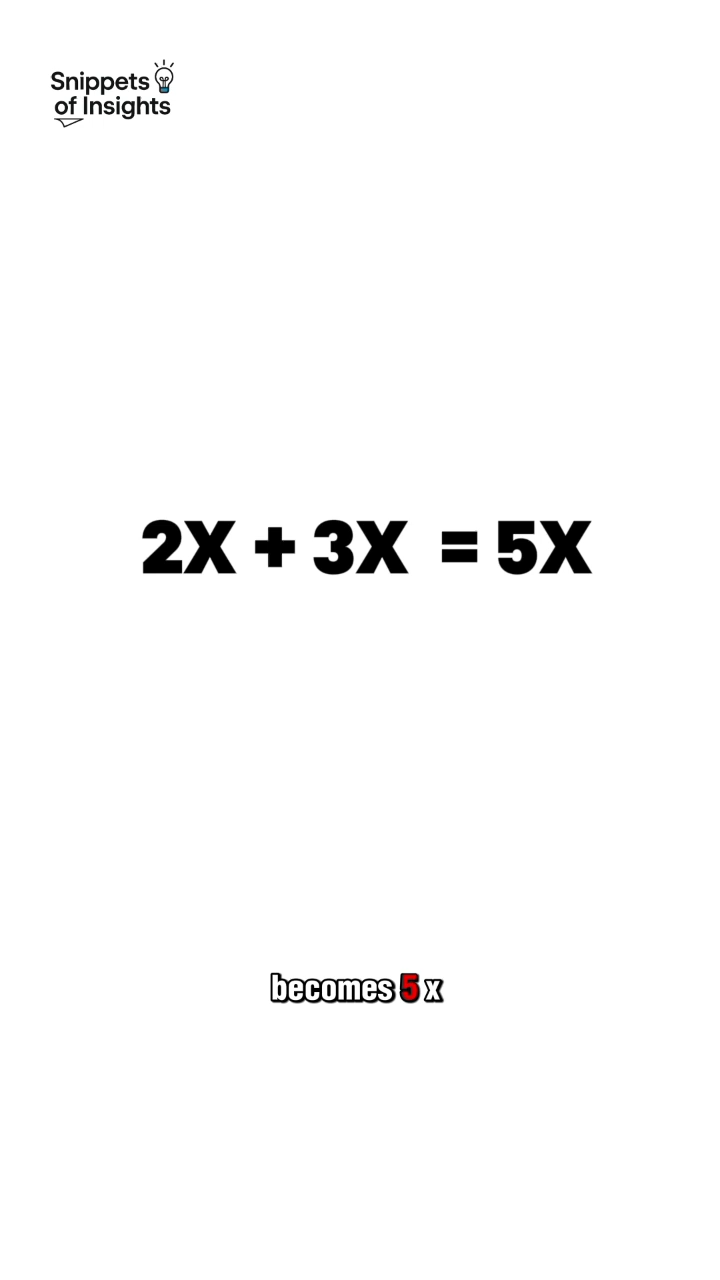 Snippets
of Insights
2X + 3X = 5X
becomes 5 x